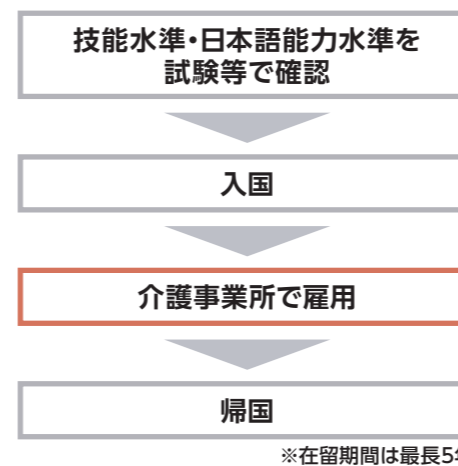 技能水準・日本語能力水準を
試験等で確認
入国
介護事業所で雇用
帰国
※在留期間は最長5